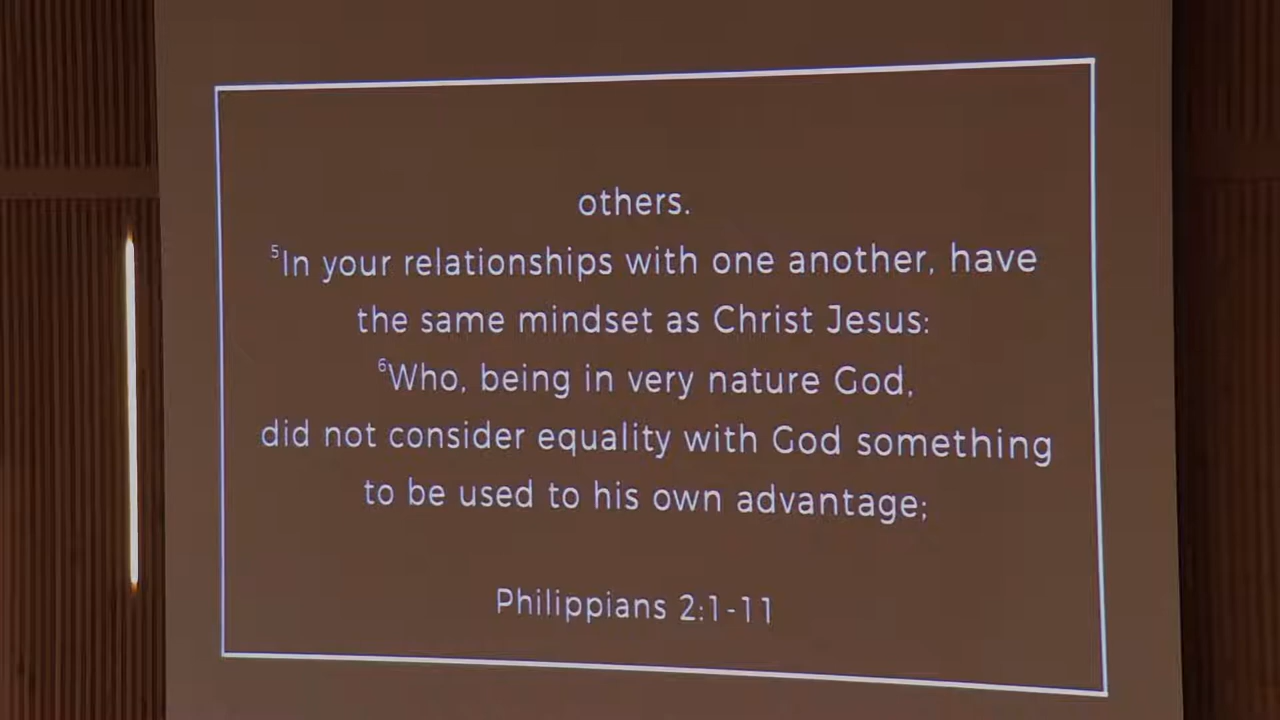 others.
⁵In your relationships with one another, have
the same mindset as Christ Jesus:
⁶Who, being in very nature God,
did not consider equality with God something
to be used to his own advantage;
Philippians 2:1-11